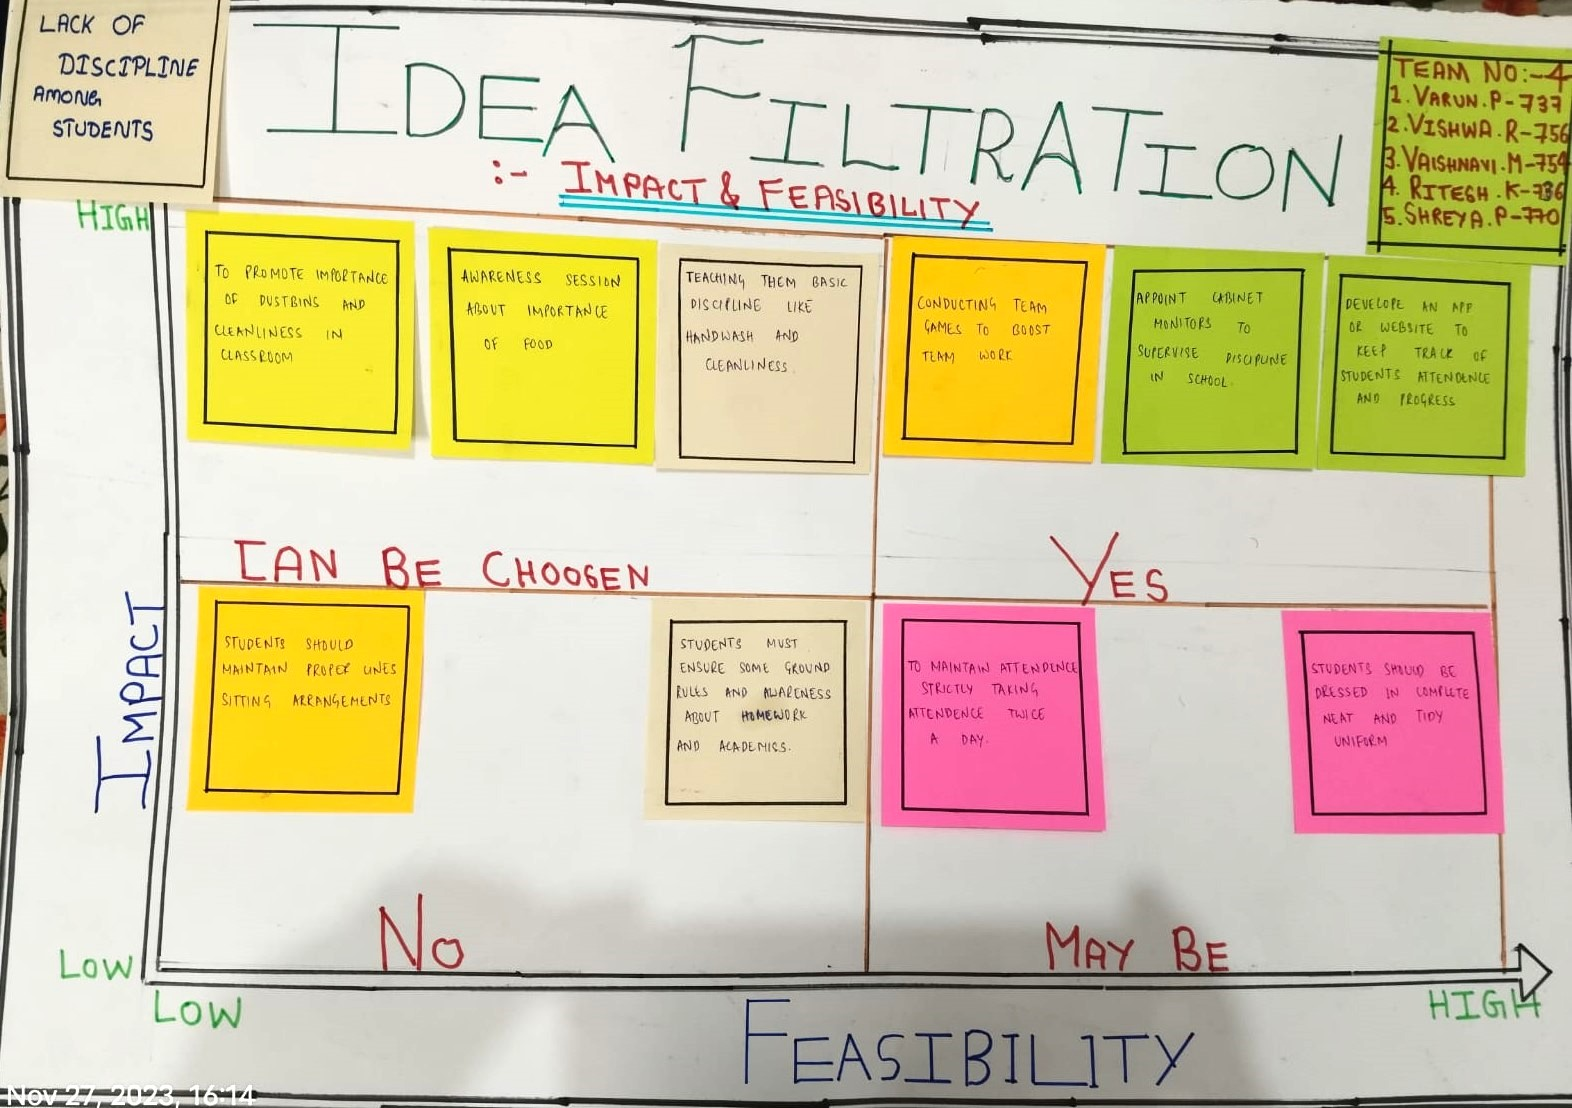 LACK OF
DISCIPLINE
AMONG
STUDENTS
IDEA FILTRATION
:- IMPACT & FEASIBILITY
TEAM NO:-4
1. VARUN.P-737
2. VISHWA.R-756
3. VAISHNAVI.M-754
4. RITESH.K-736
5. SHREYA.P-770
HIGH
TO PROMOTE IMPORTANCE
OF DUSTBINS AND
CLEANLINESS IN
CLASSROOM
AWARENESS SESSION
ABOUT IMPORTANCE
OF FOOD
TEACHING THEM BASIC
DISCIPLINE LIKE
HANDWASH AND
CLEANLINESS.
CONDUCTING TEAM
GAMES TO BOOST
TEAM WORK
APPOINT CABINET
MONITORS TO
SUPERVISE DISCIPLINE
IN SCHOOL.
DEVELOPE AN APP
OR WEBSITE TO
KEEP TRACK OF
STUDENTS ATTENDENCE
AND PROGRESS
CAN BE CHOOSEN
YES
IMPACT
STUDENTS SHOULD
MAINTAIN PROPER LINES
SITTING ARRANGEMENTS
STUDENTS MUST
ENSURE SOME GROUND
RULES AND AWARENESS
ABOUT HOMEWORK
AND ACADEMISS.
TO MAINTAIN ATTENDENCE
STRICTLY TAKING
ATTENDENCE TWICE
A DAY.
STUDENTS SHOULD BE
DRESSED IN COMPLETE
NEAT AND TIDY
UNIFORM
NO
MAY BE
LOW
LOW
HIGH
FEASIBILITY
Nov 27, 2023, 16:14